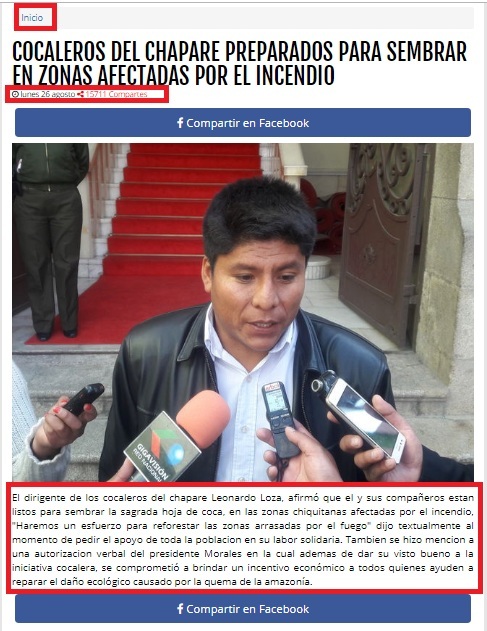 Inicio
COCALEROS DEL CHAPARE PREPARADOS PARA SEMBRAR
EN ZONAS AFECTADAS POR EL INCENDIO
lunes 26 agosto 15711 Compartes
Compartir en Facebook
GIGAVISIÓN
RED NACIONAL
El dirigente de los cocaleros del chapare Leonardo Loza, afirmó que el y sus compañeros estan
listos para sembrar la sagrada hoja de coca, en las zonas chiquitanas afectadas por el incendio,
"Haremos un esfuerzo para reforestar las zonas arrasadas por el fuego" dijo textualmente al
momento de pedir el apoyo de toda la poblacion en su labor solidaria. Tambien se hizo mención a
una autorizacion verbal del presidente Morales en la cual ademas de dar su visto bueno a la
iniciativa cocalera, se comprometió a brindar un incentivo económico a todos quienes ayuden a
reparar el daño ecológico causado por la quema de la amazonía.
Compartir en Facebook